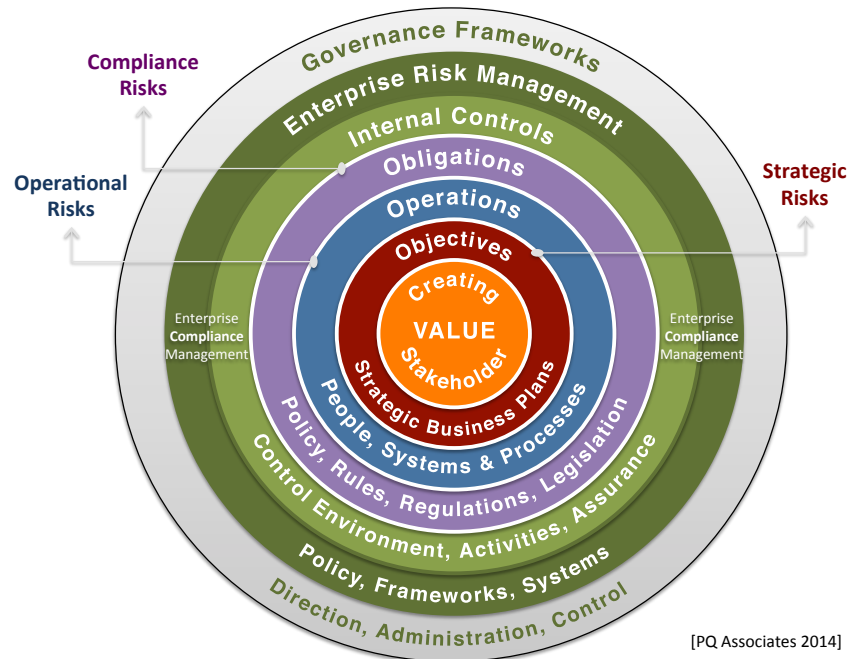 Governance Frameworks
Compliance
Risks
Enterprise Risk Management
Internal Controls
Obligations
Operational
Risks
Strategic
Risks
Operations
Objectives
Creating
VALUE
Stakeholder
Enterprise
Compliance
Management
Enterprise
Compliance
Management
Strategic Business Plans
People, Systems & Processes
Policy, Rules, Regulations, Legislation
Control Environment, Activities, Assurance
Policy, Frameworks, Systems
Direction, Administration, Control
[PQ Associates 2014]